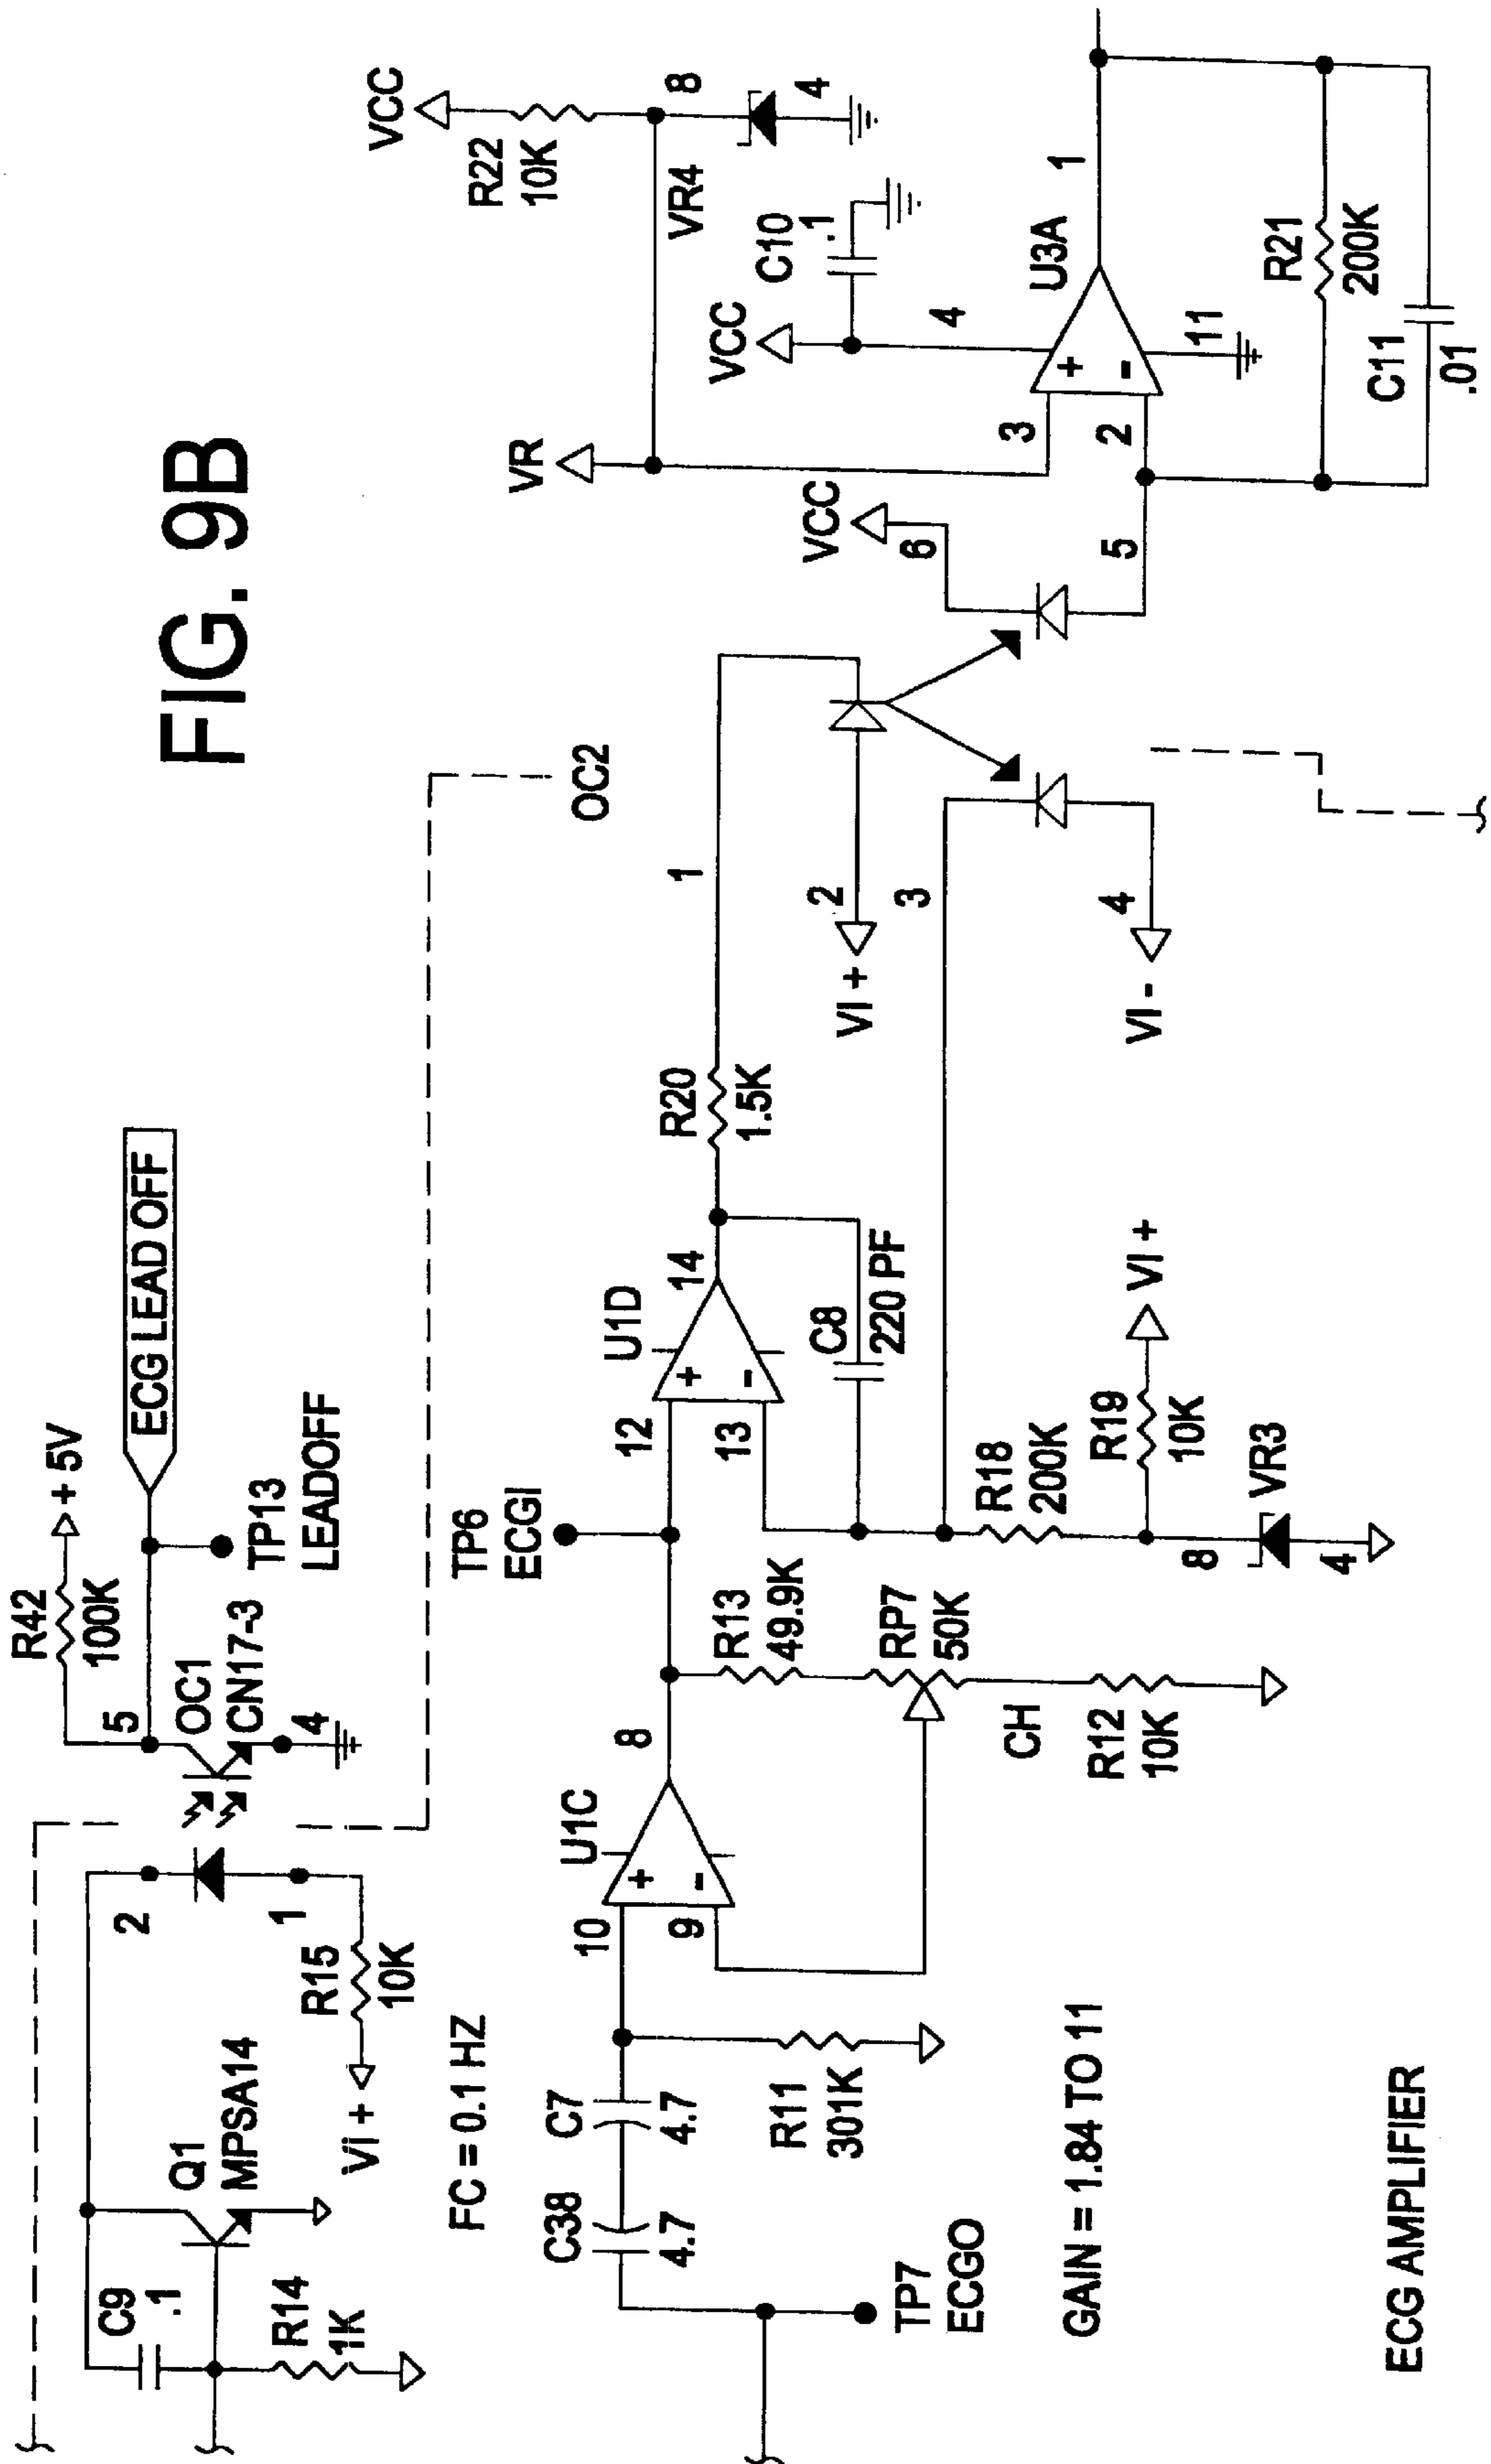 FIG. 9B
C9
.1
R14
1K
Q1
MPSA14
2
1
R15
10K
Vi +
5
OC1
CN17-3
4
R42
100K
+ 5V
ECG LEAD OFF
TP13
LEADOFF
FC = 0.1 HZ
C38
4.7
C7
4.7
TP7
ECGO
R11
301K
GAIN = 1.84 TO 11
10
9
+
-
U1C
8
R13
49.9K
RP7
50K
CH
R12
10K
TP6
ECGI
12
13
+
-
U1D
14
C8
220 PF
R18
200K
R19
10K
VI +
8
4
VR3
R20
1.5K
1
OC2
2
VI +
3
4
VI -
VCC
6
5
VR
3
2
+
-
VCC
4
11
U3A
1
C10
.1
VCC
R22
10K
8
VR4
4
R21
200K
C11
.01
ECG AMPLIFIER